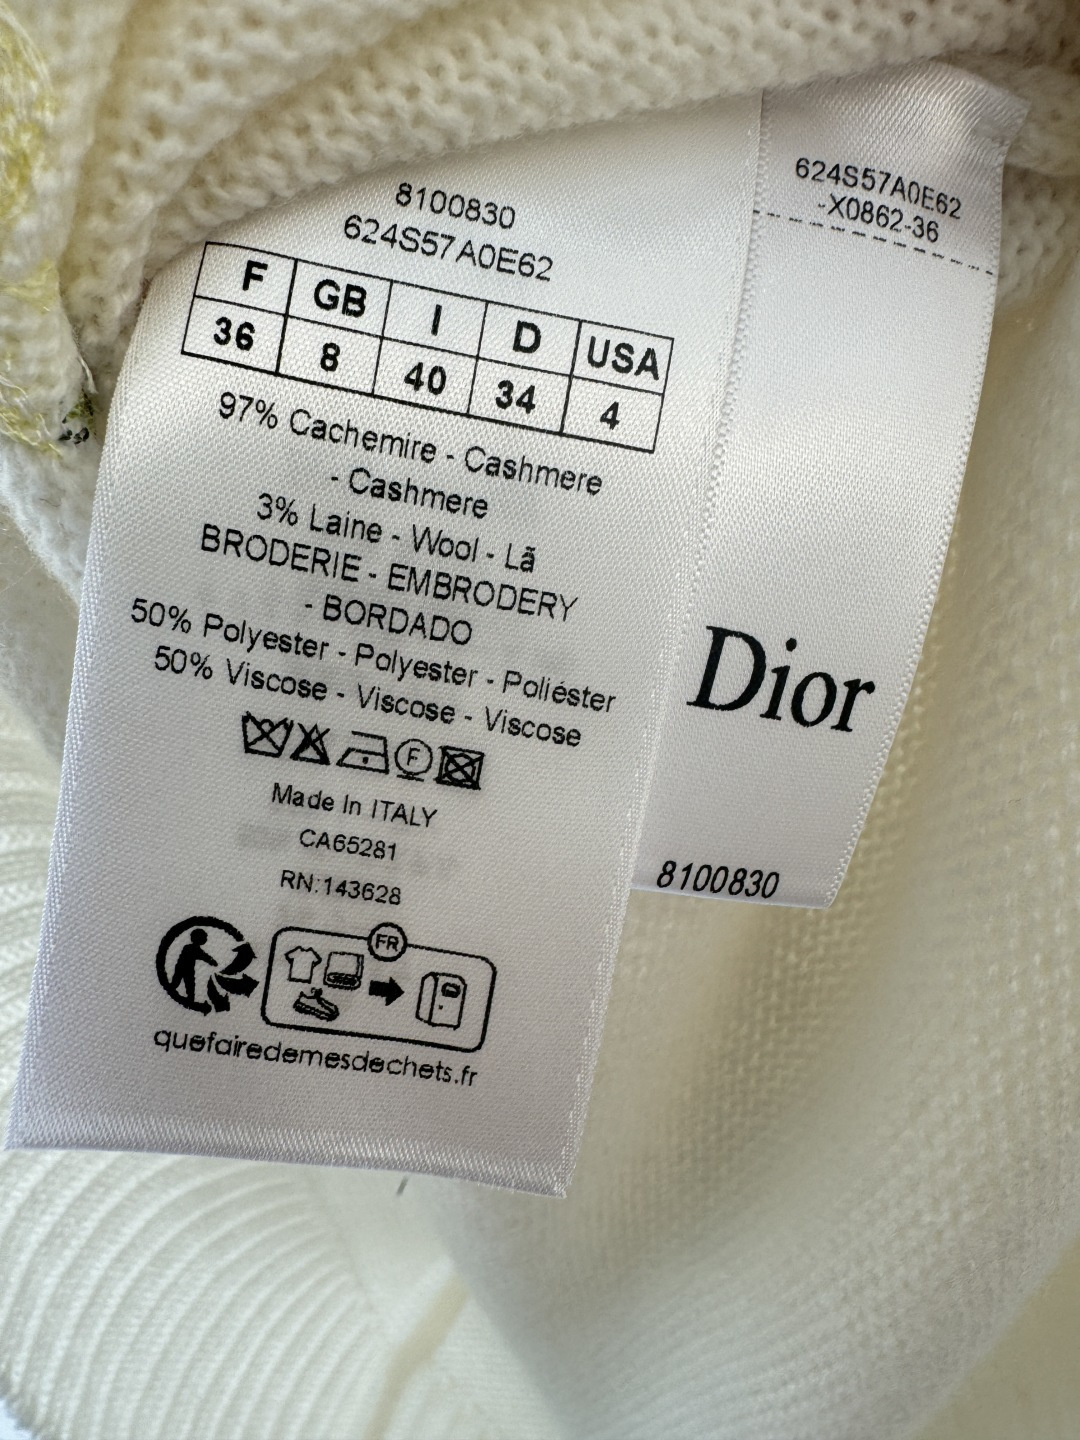 8100830
624S57A0E62
F GB I D USA
36 8 40 34 4
97% Cachemire - Cashmere
- Cashmere
3% Laine - Wool - Lã
BRODERIE - EMBRODERY
- BORDADO
50% Polyester - Polyester - Poliéster
50% Viscose - Viscose - Viscose
F
Made In ITALY
CA65281
RN:143628
FR
quefairedemesdechets.fr
624S57A0E62
-X0862-36
Dior
8100830